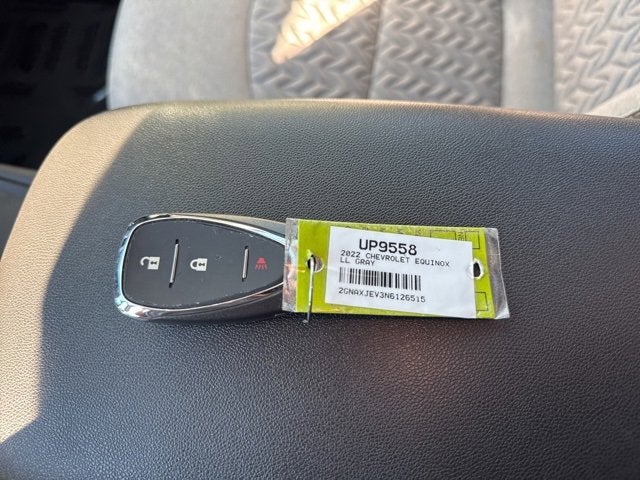 UP9558
2022 CHEVROLET EQUINOX
LL GRAY
2GNAXJEV3N6126515